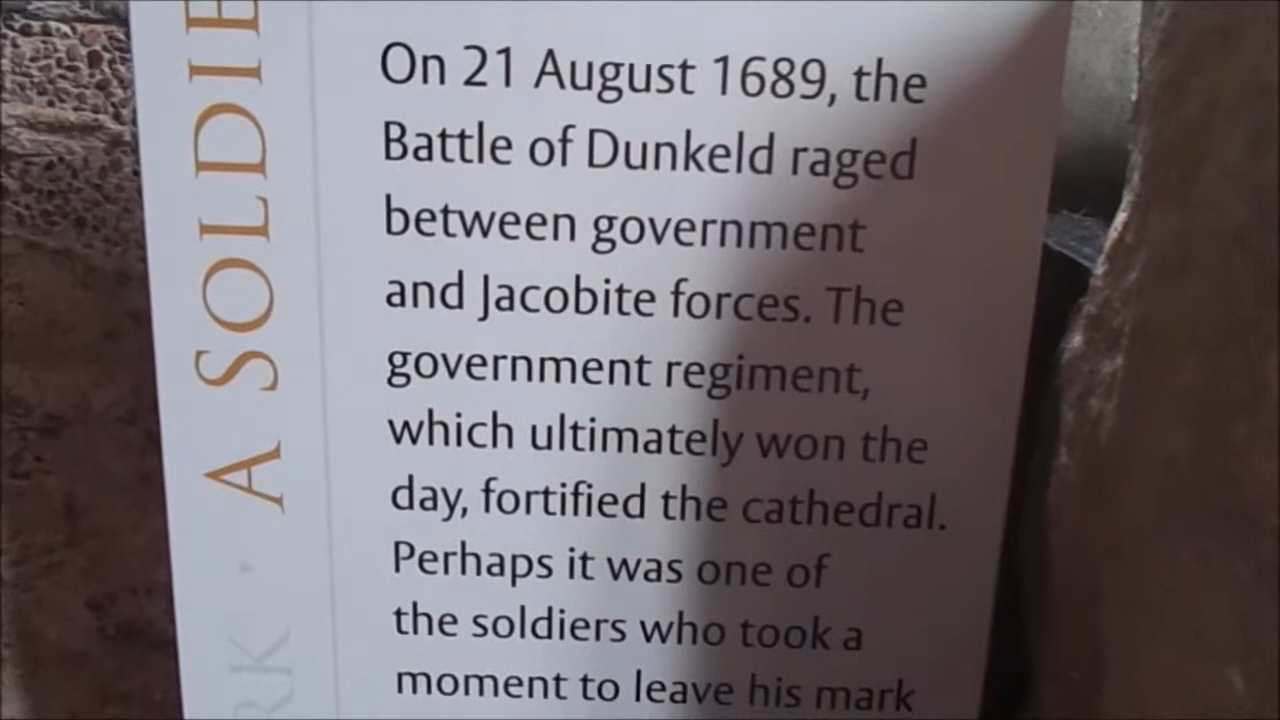 On 21 August 1689, the
Battle of Dunkeld raged
between government
and Jacobite forces. The
government regiment,
which ultimately won the
day, fortified the cathedral.
Perhaps it was one of
the soldiers who took a
moment to leave his mark
A